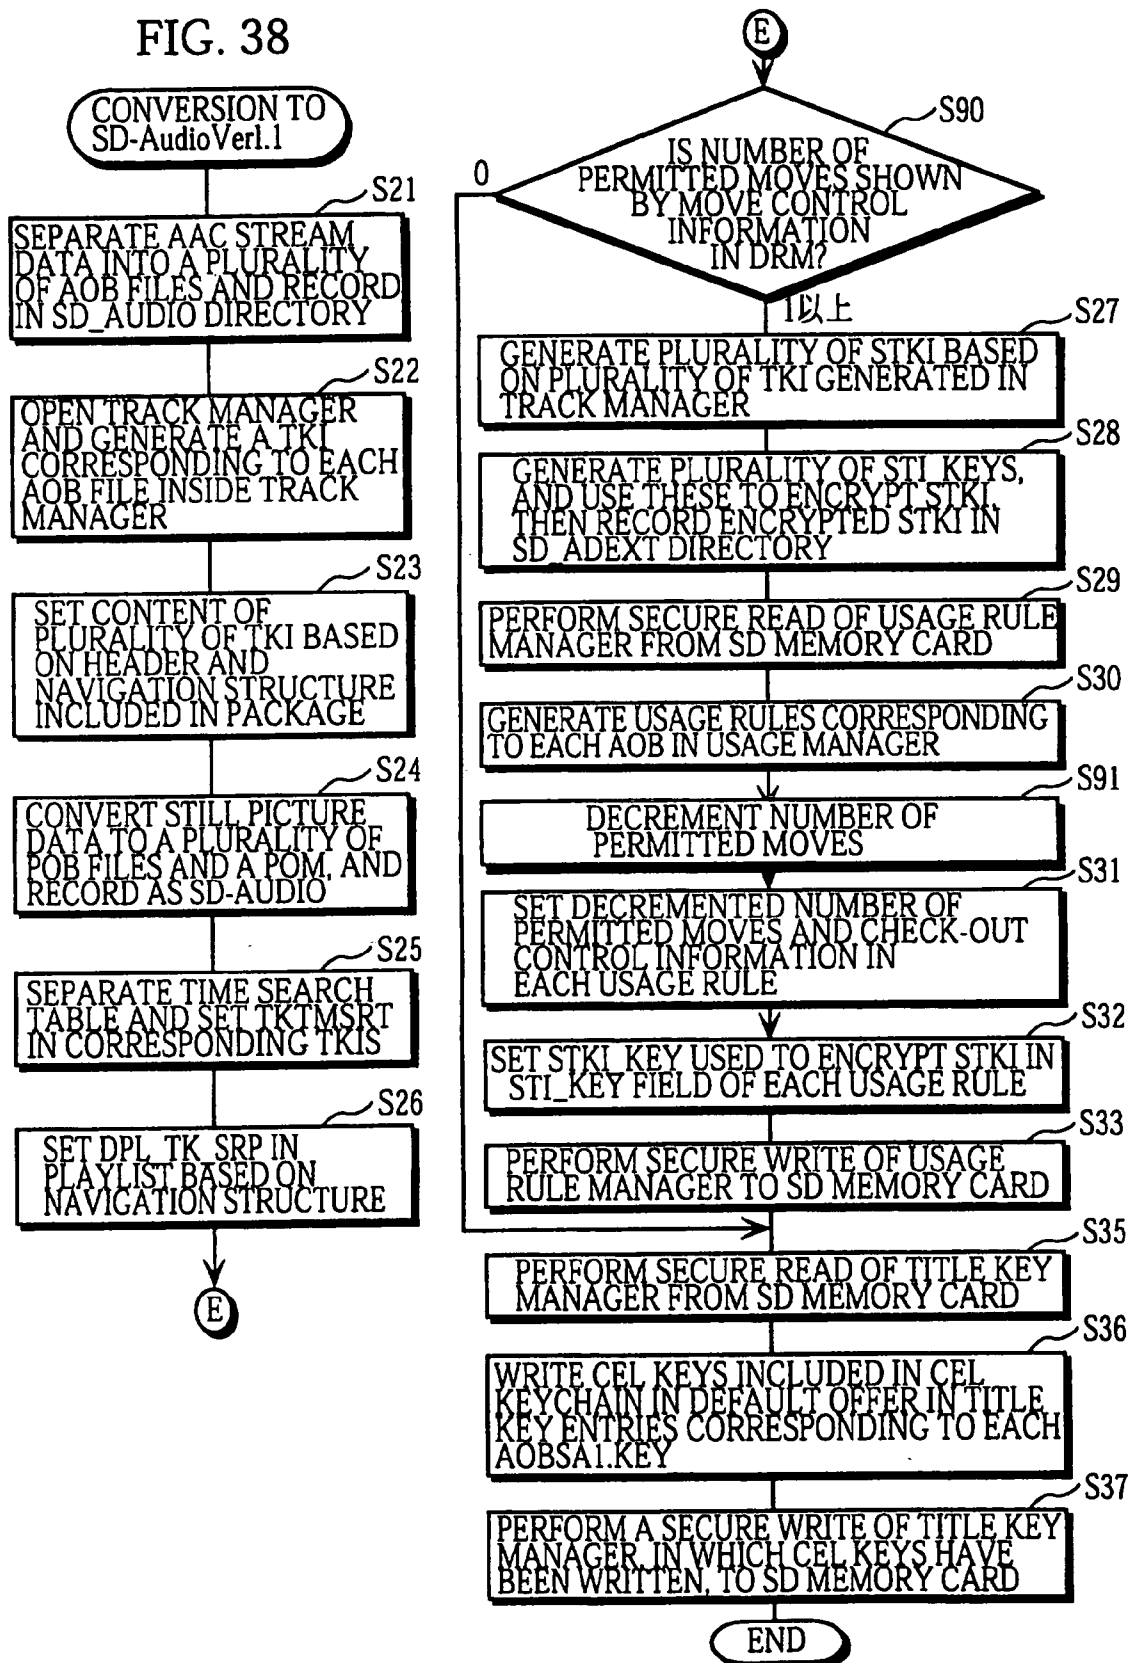 FIG. 38
CONVERSION TO
SD-AudioVer1.1
S21
SEPARATE AAC STREAM
DATA INTO A PLURALITY
OF AOB FILES AND RECORD
IN SD_AUDIO DIRECTORY
S22
OPEN TRACK MANAGER
AND GENERATE A TKI
CORRESPONDING TO EACH
AOB FILE INSIDE TRACK
MANAGER
S23
SET CONTENT OF
PLURALITY OF TKI BASED
ON HEADER AND
NAVIGATION STRUCTURE
INCLUDED IN PACKAGE
S24
CONVERT STILL PICTURE
DATA TO A PLURALITY OF
POB FILES AND A POM, AND
RECORD AS SD-AUDIO
S25
SEPARATE TIME SEARCH
TABLE AND SET TKTMSRT
IN CORRESPONDING TKIS
S26
SET DPL_TK_SRP IN
PLAYLIST BASED ON
NAVIGATION STRUCTURE
E
E
S90
IS NUMBER OF
PERMITTED MOVES SHOWN
BY MOVE CONTROL
INFORMATION
IN DRM?
0
1以上
S27
GENERATE PLURALITY OF STKI BASED
ON PLURALITY OF TKI GENERATED IN
TRACK MANAGER
S28
GENERATE PLURALITY OF STI_KEYS,
AND USE THESE TO ENCRYPT STKI,
THEN RECORD ENCRYPTED STKI IN
SD_ADEXT DIRECTORY
S29
PERFORM SECURE READ OF USAGE RULE
MANAGER FROM SD MEMORY CARD
S30
GENERATE USAGE RULES CORRESPONDING
TO EACH AOB IN USAGE MANAGER
S91
DECREMENT NUMBER OF
PERMITTED MOVES
S31
SET DECREMENTED NUMBER OF
PERMITTED MOVES AND CHECK-OUT
CONTROL INFORMATION IN
EACH USAGE RULE
S32
SET STKI_KEY USED TO ENCRYPT STKI IN
STI_KEY FIELD OF EACH USAGE RULE
S33
PERFORM SECURE WRITE OF USAGE
RULE MANAGER TO SD MEMORY CARD
S35
PERFORM SECURE READ OF TITLE KEY
MANAGER FROM SD MEMORY CARD
S36
WRITE CEL KEYS INCLUDED IN CEL
KEYCHAIN IN DEFAULT OFFER IN TITLE
KEY ENTRIES CORRESPONDING TO EACH
AOBSA1.KEY
S37
PERFORM A SECURE WRITE OF TITLE KEY
MANAGER, IN WHICH CEL KEYS HAVE
BEEN WRITTEN, TO SD MEMORY CARD
END